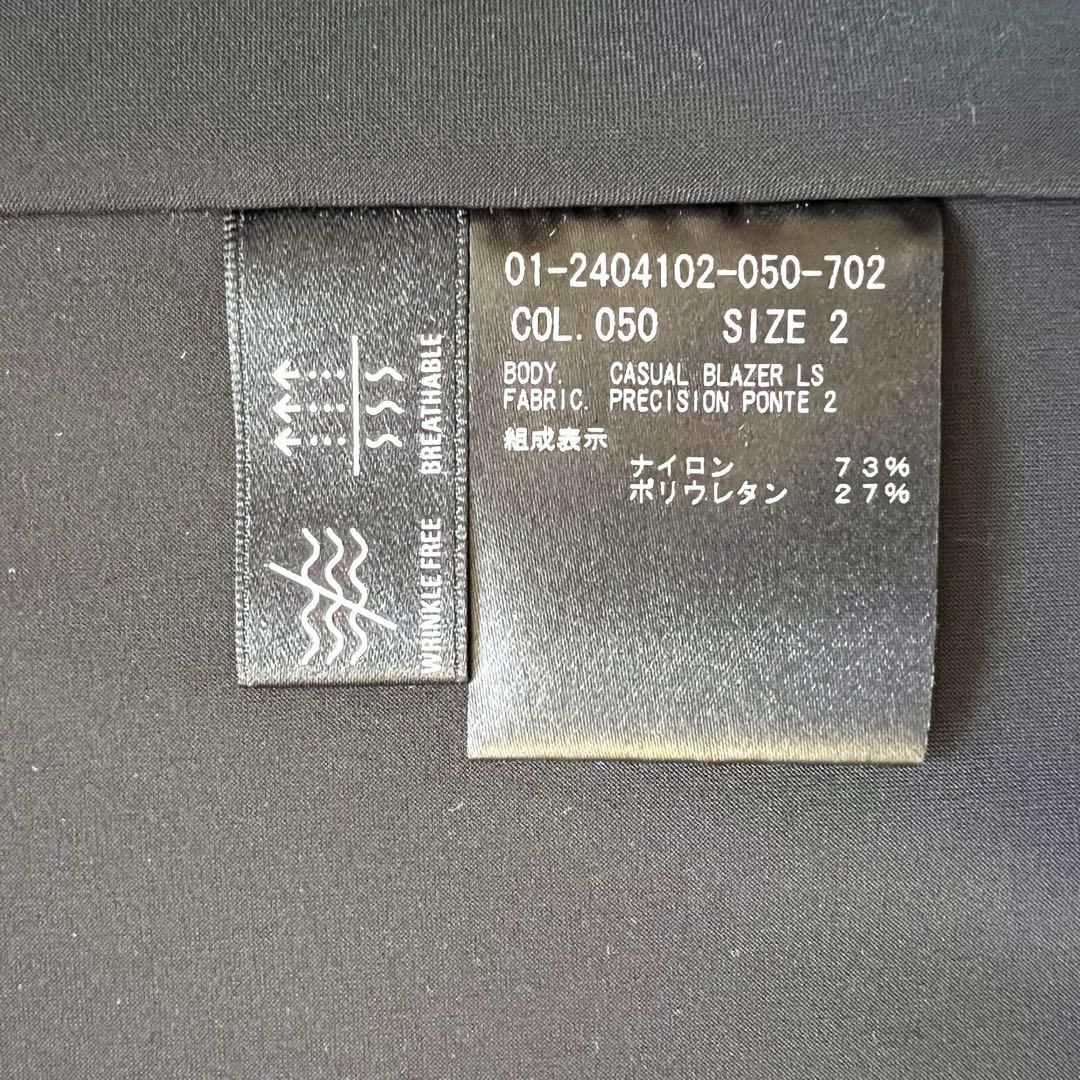 BREATHABLE
WRINKLE FREE
01-2404102-050-702
COL. 050 SIZE 2
BODY. CASUAL BLAZER LS
FABRIC. PRECISION PONTE 2
組成表示
ナイロン 73%
ポリウレタン 27%